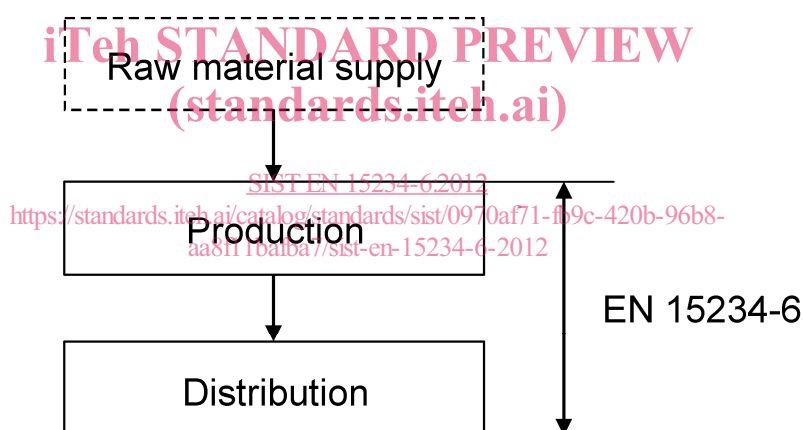 iTeh STANDARD PREVIEW
Raw material supply
(standards.iteh.ai)
SIST EN 15234-6:2012
https://standards.iteh.ai/catalog/standards/sist/0970af71-fb9c-420b-96b8-
Production
aa8ff1bafba7/sist-en-15234-6-2012
EN 15234-6
Distribution